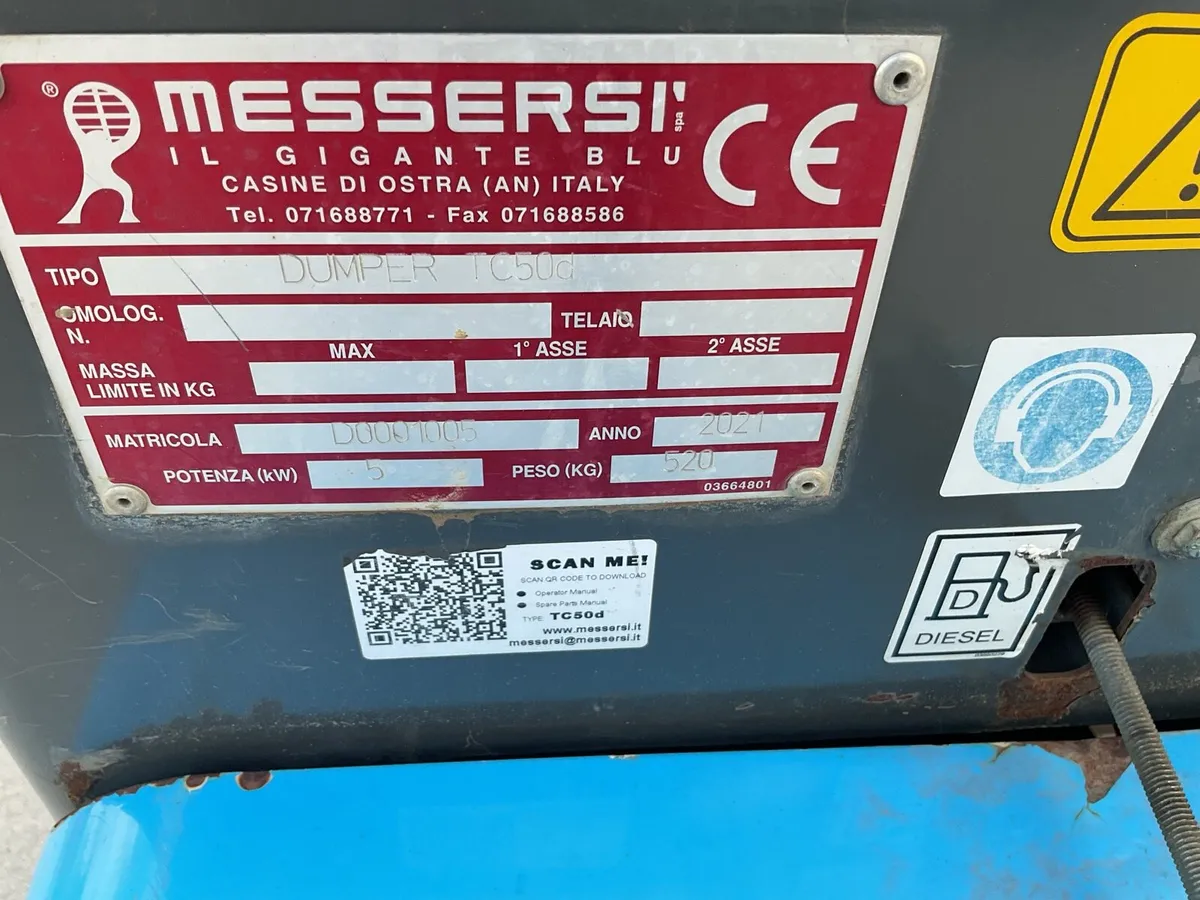 ® MESSERSI' spa CE
IL GIGANTE BLU
CASINE DI OSTRA (AN) ITALY
Tel. 071688771 - Fax 071688586
TIPO DUMPER TC50d
OMOLOG. N. TELAIO
MAX 1° ASSE 2° ASSE
MASSA LIMITE IN KG
MATRICOLA D0001005 ANNO 2021
POTENZA (kW) 5 PESO (KG) 520
03664801
SCAN ME!
SCAN QR CODE TO DOWNLOAD
Operator Manual
Spare Parts Manual
TYPE: TC50d
www.messersi.it
messersi@messersi.it
D
DIESEL